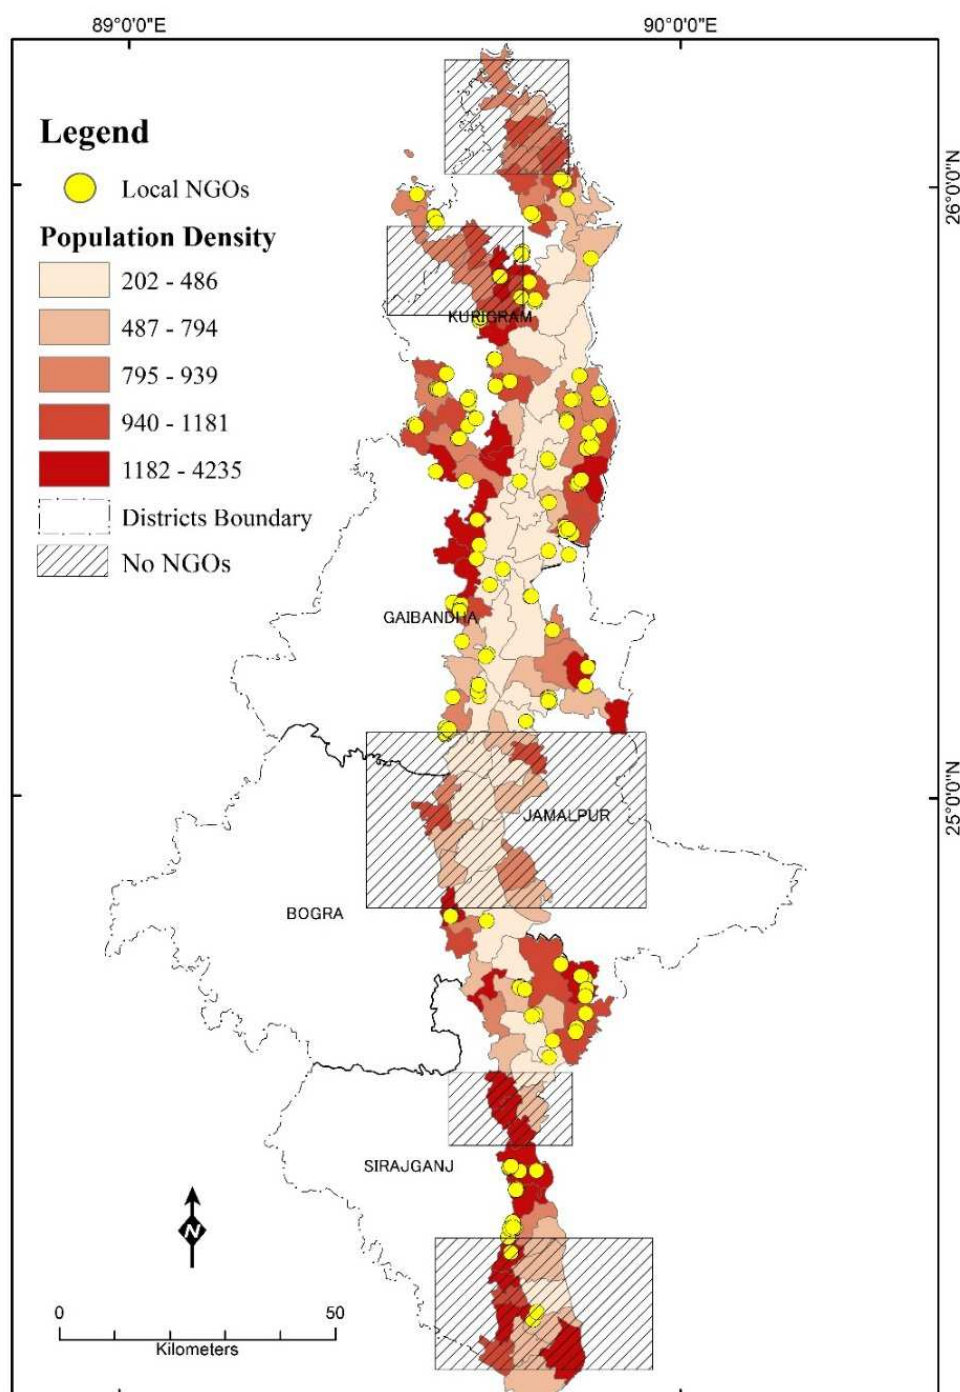 89°0'0"E
90°0'0"E
Legend
Local NGOs
Population Density
202 - 486
487 - 794
795 - 939
940 - 1181
1182 - 4235
Districts Boundary
No NGOs
26°0'0"N
KURIGRAM
GAIBANDHA
25°0'0"N
JAMALPUR
BOGRA
SIRAJGANJ
N
0
50
Kilometers